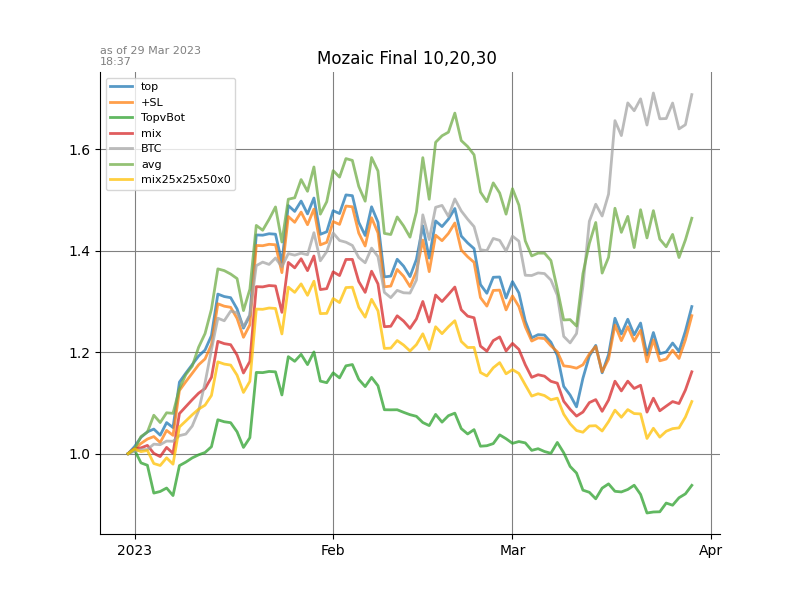 as of 29 Mar 2023
18:37
Mozaic Final 10,20,30
top
+SL
TopvBot
mix
BTC
avg
mix25x25x50x0
1.6
1.4
1.2
1.0
2023
Feb
Mar
Apr